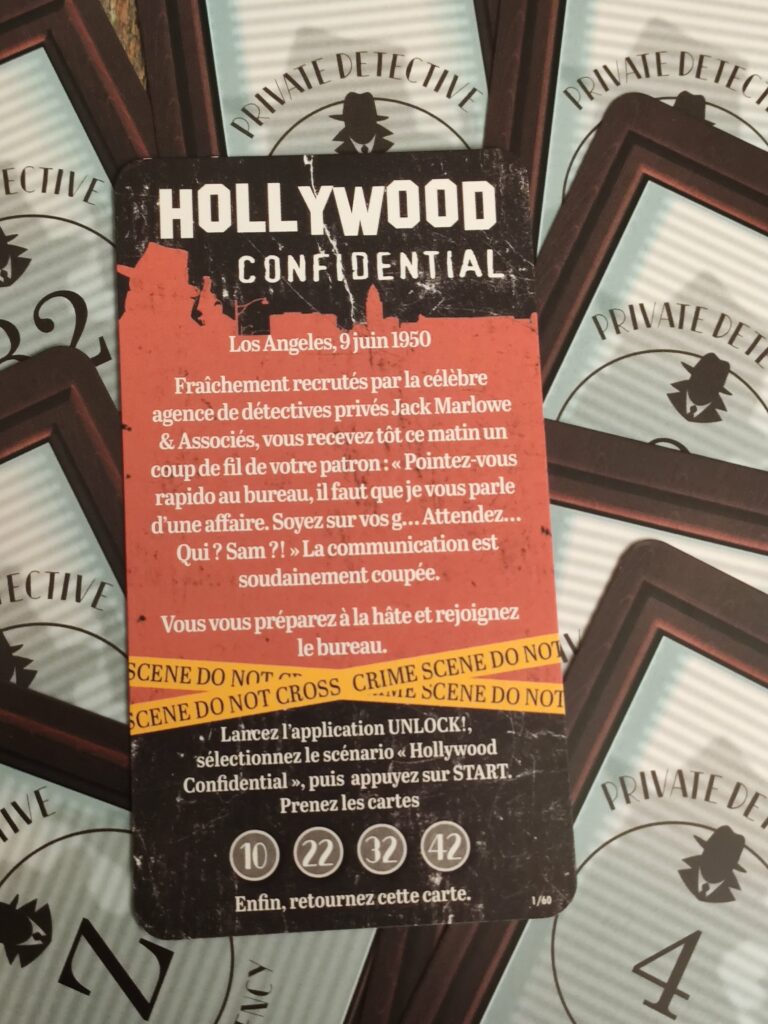 PRIVATE DETECTIVE
PRIVATE
HOLLYWOOD
CONFIDENTIAL
Los Angeles, 9 juin 1950
Fraîchement recrutés par la célèbre
agence de détectives privés Jack Marlowe
& Associés, vous recevez tôt ce matin un
coup de fil de votre patron : « Pointez-vous
rapido au bureau, il faut que je vous parle
d'une affaire. Soyez sur vos g… Attendez…
Qui ? Sam ?! » La communication est
soudainement coupée.
Vous vous préparez à la hâte et rejoignez
le bureau.
SCENE DO NOT
CRIME SCENE DO NOT
SCENE DO NOT CROSS
SCENE DO NOT
Lancez l'application UNLOCK!,
sélectionnez le scénario « Hollywood
Confidential », puis appuyez sur START.
Prenez les cartes
10 22 32 42
Enfin, retournez cette carte.
1/60
PRIVATE
PRIVATE
4